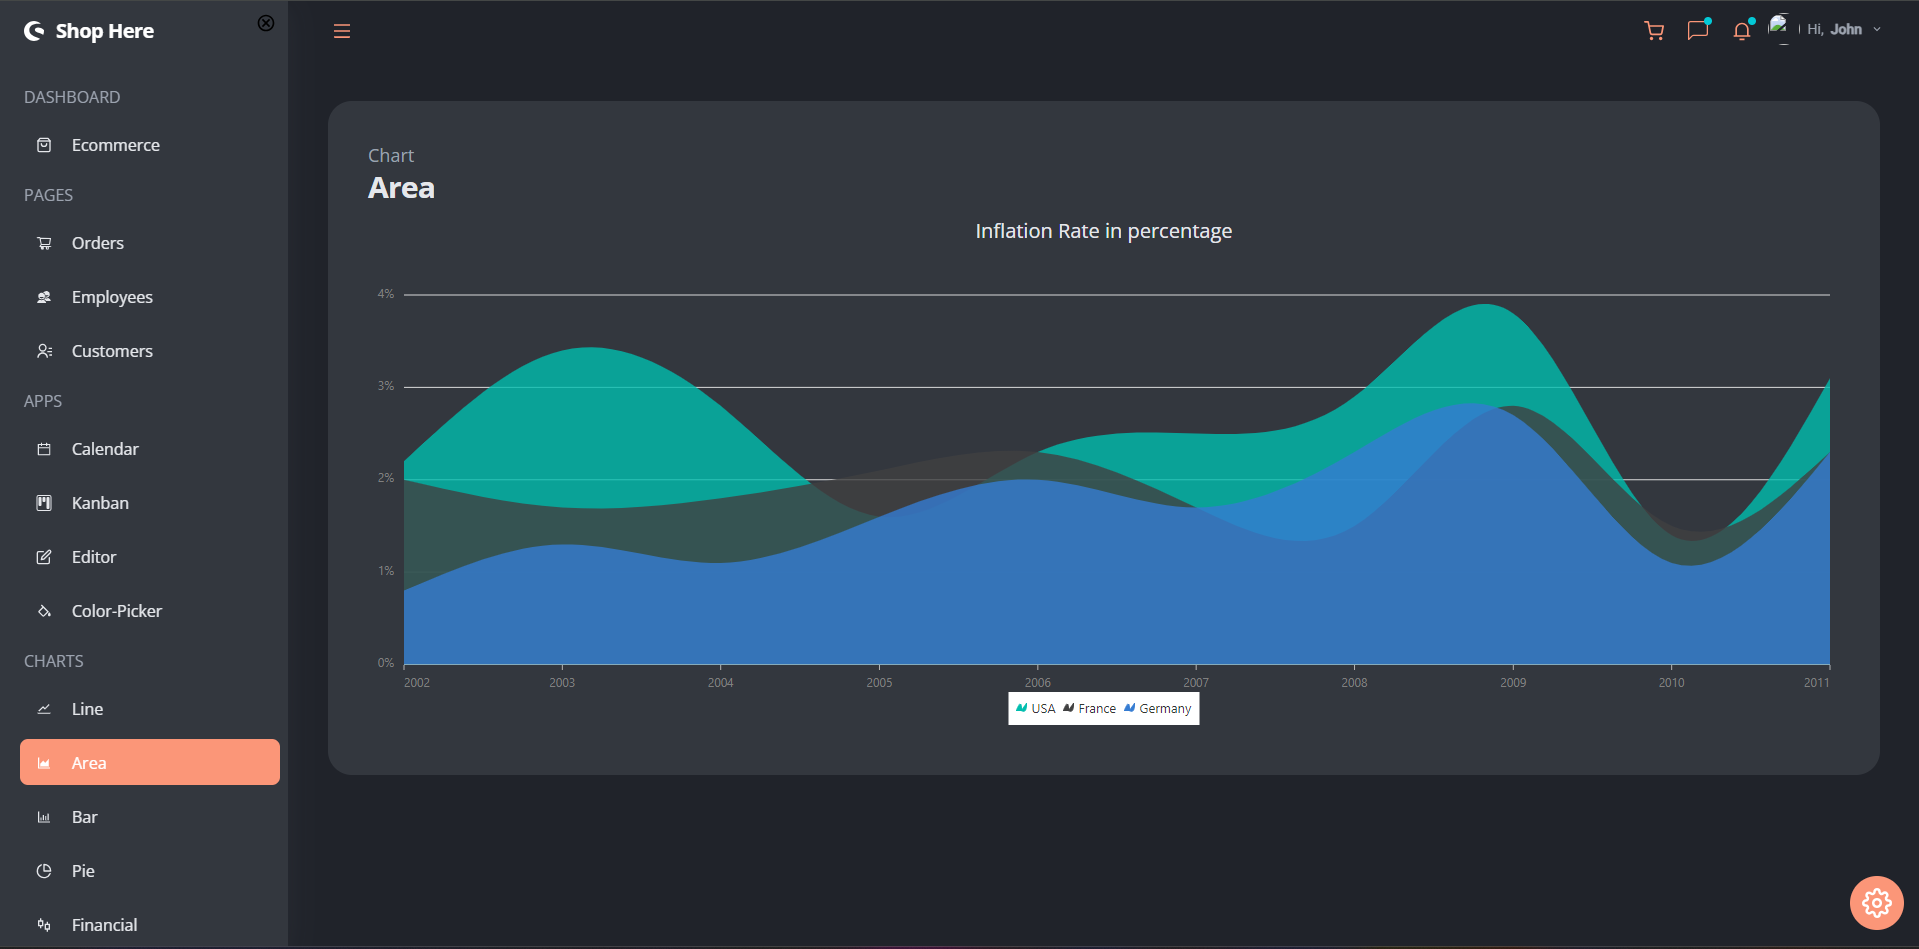 Shop Here
Hi, John
DASHBOARD
Ecommerce
PAGES
Orders
Employees
Customers
APPS
Calendar
Kanban
Editor
Color-Picker
CHARTS
Line
Area
Bar
Pie
Financial
Chart
Area
Inflation Rate in percentage
4%
3%
2%
1%
0%
2002 2003 2004 2005 2006 2007 2008 2009 2010 2011
USA France Germany